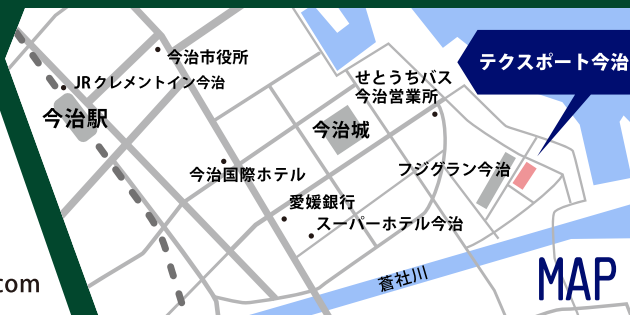 今治市役所
テクスポート今治
JRクレメントイン今治
せとうちバス
今治営業所
今治駅
今治城
今治国際ホテル
フジグラン今治
愛媛銀行
スーパーホテル今治
蒼社川
com
MAP